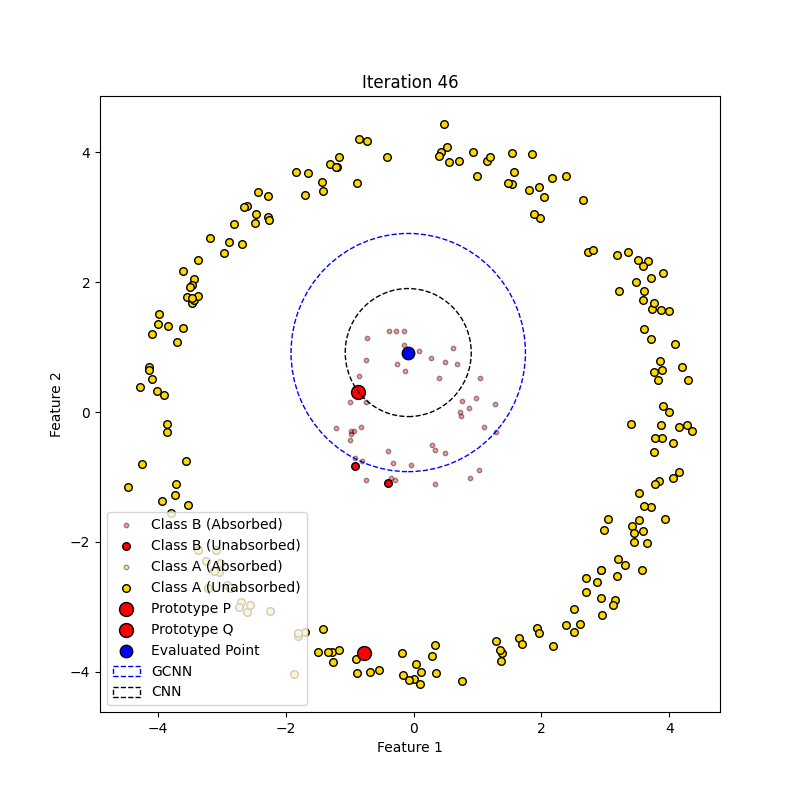 Iteration 46
Feature 2
4
2
0
−2
−4
Class B (Absorbed)
Class B (Unabsorbed)
Class A (Absorbed)
Class A (Unabsorbed)
Prototype P
Prototype Q
Evaluated Point
GCNN
CNN
−4 −2 0 2 4
Feature 1